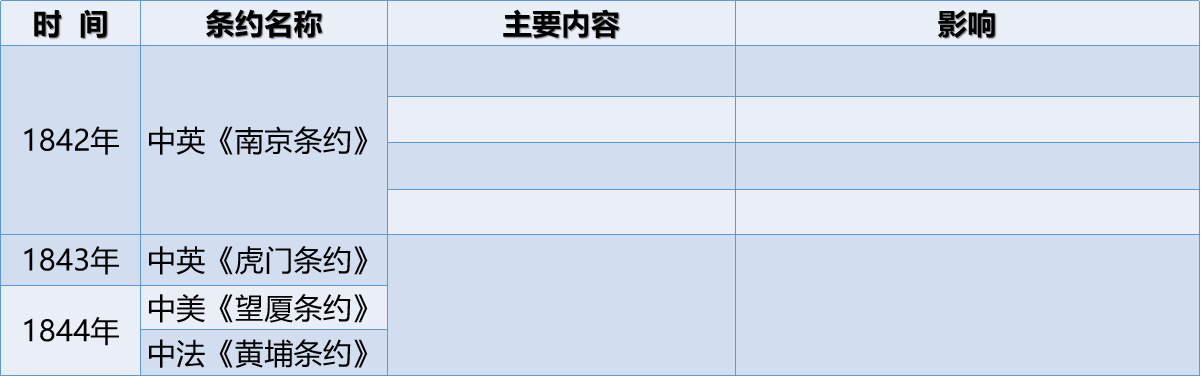 时 间 条约名称 主要内容 影响
1842年 中英《南京条约》
1843年 中英《虎门条约》
1844年 中美《望厦条约》
中法《黄埔条约》